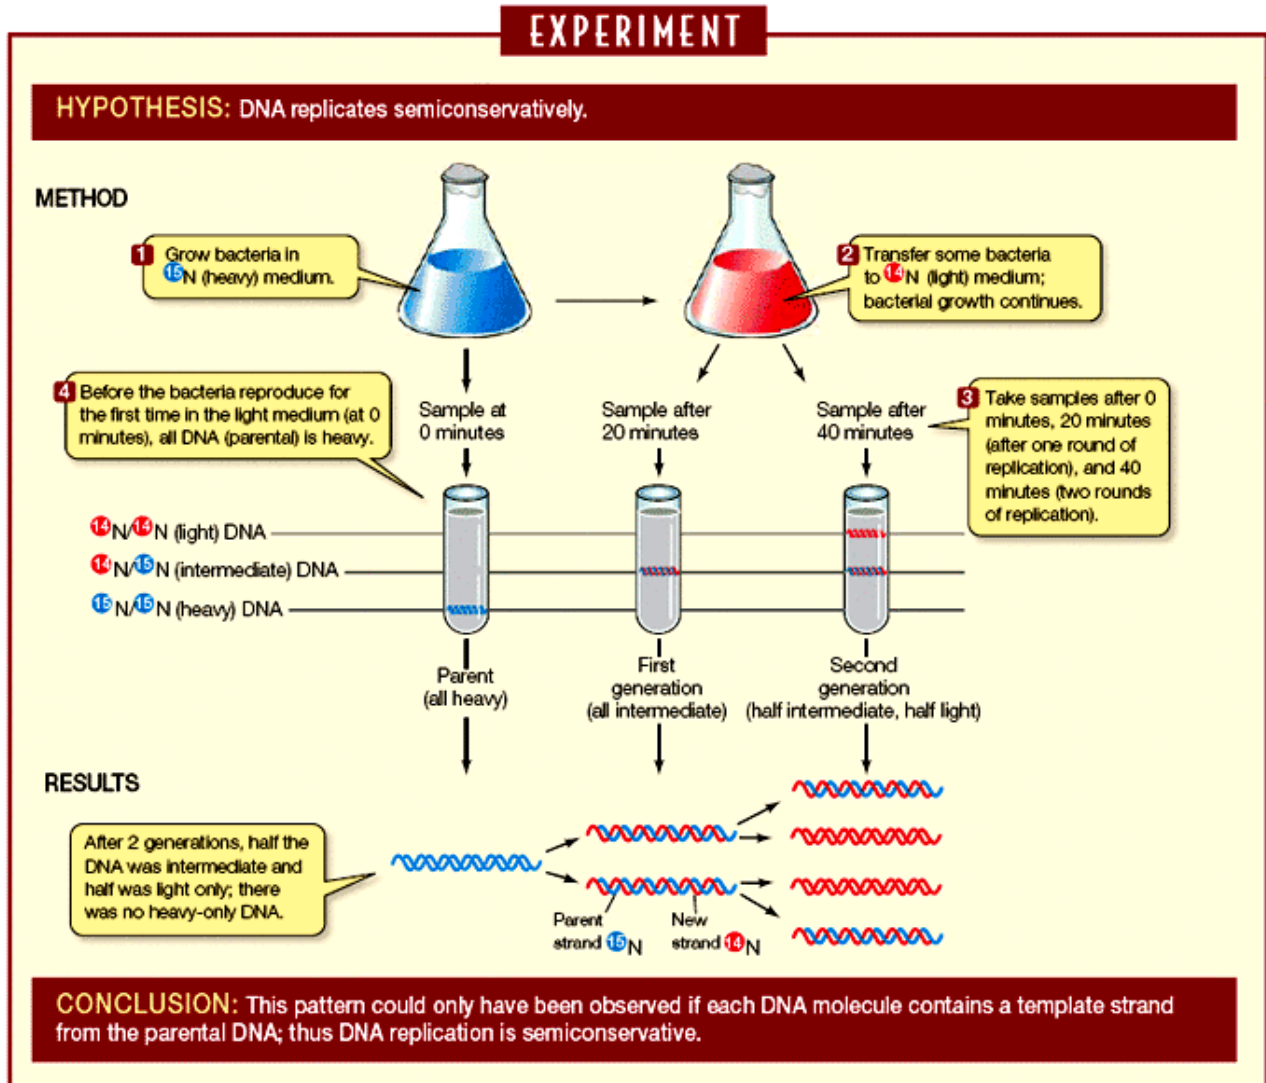 EXPERIMENT
HYPOTHESIS: DNA replicates semiconservatively.
METHOD
1 Grow bacteria in
15N (heavy) medium.
2 Transfer some bacteria
to 14N (light) medium;
bacterial growth continues.
4 Before the bacteria reproduce for
the first time in the light medium (at 0
minutes), all DNA (parental) is heavy.
Sample at
0 minutes
Sample after
20 minutes
Sample after
40 minutes
3 Take samples after 0
minutes, 20 minutes
(after one round of
replication), and 40
minutes (two rounds
of replication).
14N/14N (light) DNA
14N/15N (intermediate) DNA
15N/15N (heavy) DNA
Parent
(all heavy)
First
generation
(all intermediate)
Second
generation
(half intermediate, half light)
RESULTS
After 2 generations, half the
DNA was intermediate and
half was light only; there
was no heavy-only DNA.
Parent
strand 15N
New
strand 14N
CONCLUSION: This pattern could only have been observed if each DNA molecule contains a template strand
from the parental DNA; thus DNA replication is semiconservative.